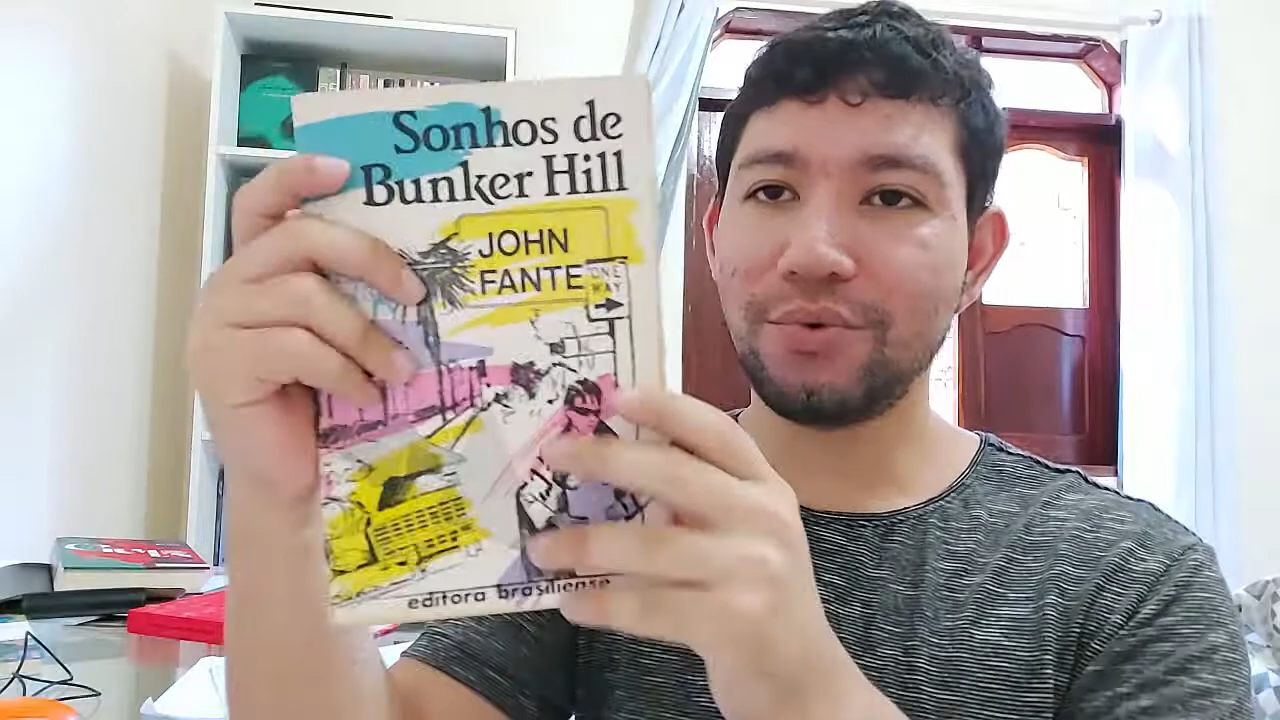 Sonhos de
Bunker Hill
JOHN
FANTE
ONE
WAY
editora brasiliense